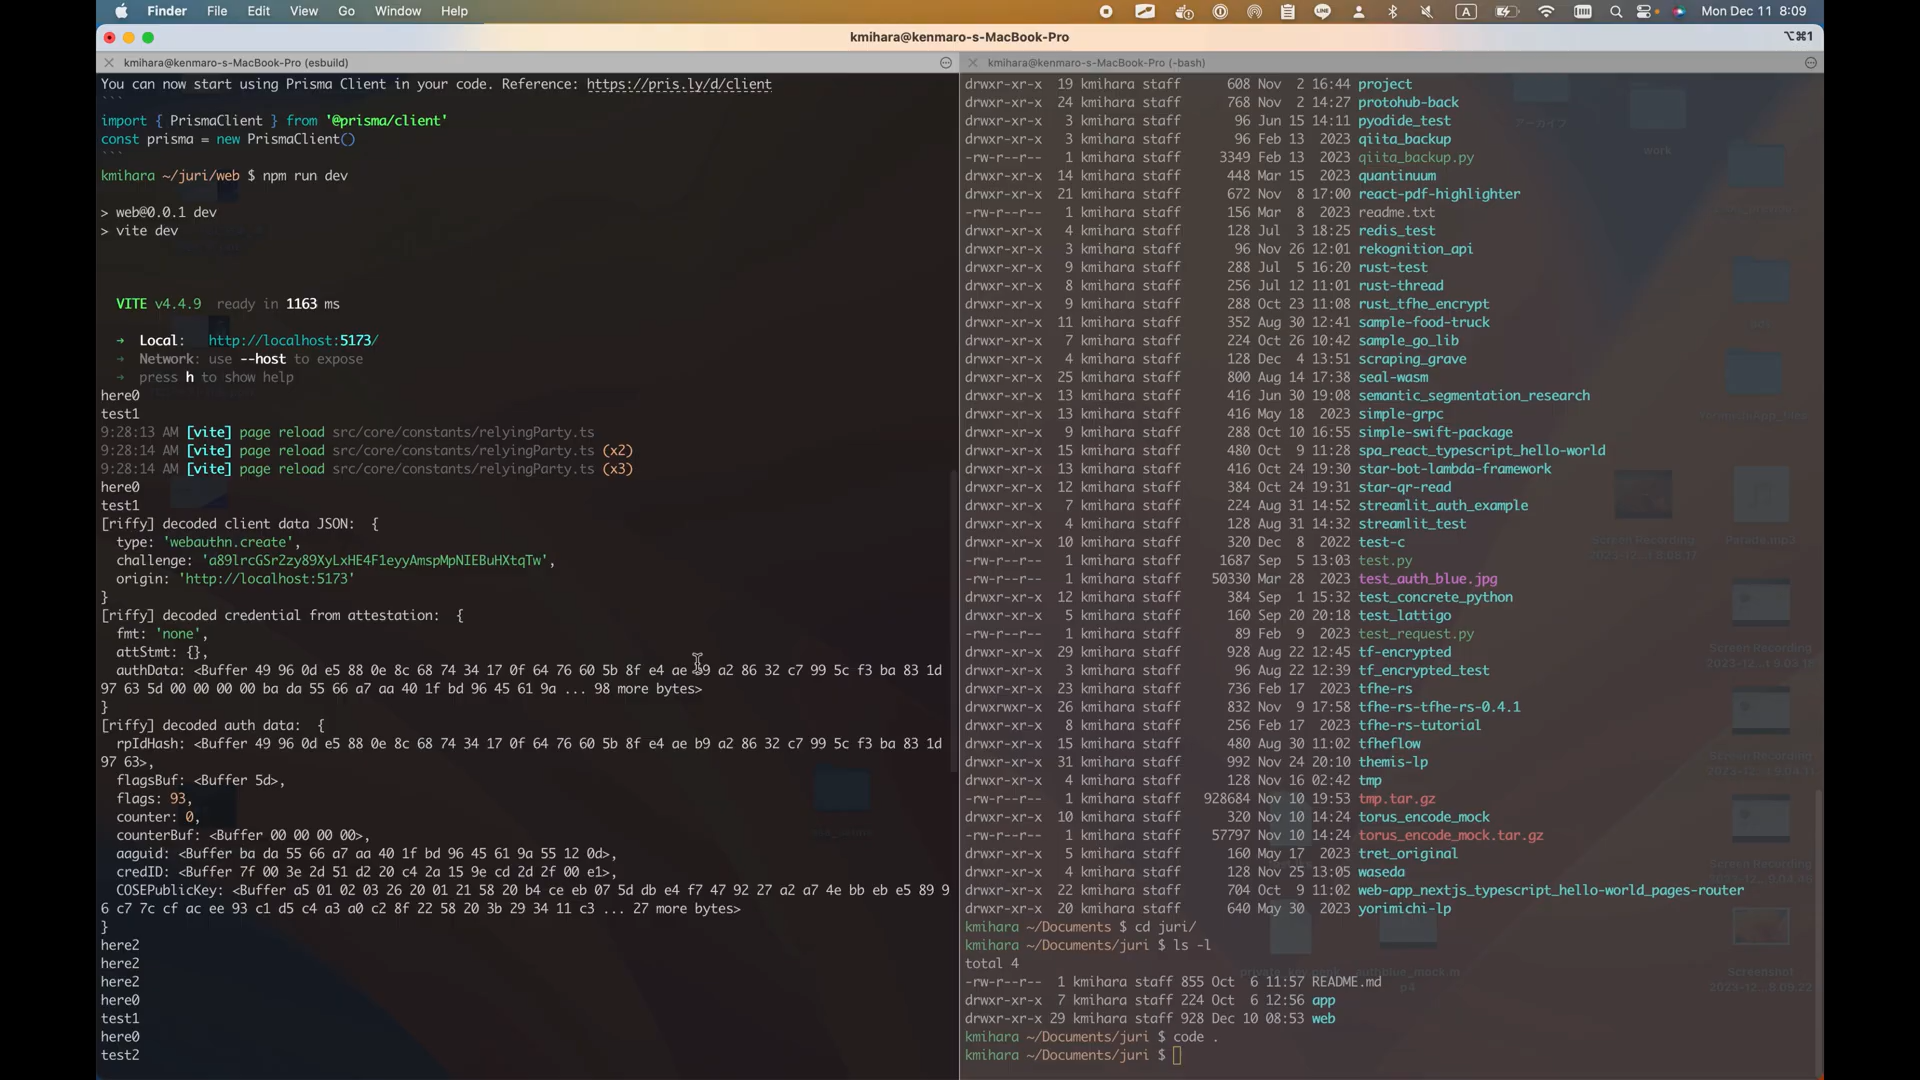 Finder File Edit View Go Window Help
A
Mon Dec 11 8:09
kmihara@kenmaro-s-MacBook-Pro
⌥⌘1
kmihara@kenmaro-s-MacBook-Pro (esbuild)
You can now start using Prisma Client in your code. Reference: https://pris.ly/d/client
```
import { PrismaClient } from '@prisma/client'
const prisma = new PrismaClient()
```
kmihara ~/juri/web $ npm run dev
> web@0.0.1 dev
> vite dev
VITE v4.4.9 ready in 1163 ms
➜ Local: http://localhost:5173/
➜ Network: use --host to expose
➜ press h to show help
here0
test1
9:28:13 AM [vite] page reload src/core/constants/relyingParty.ts
9:28:14 AM [vite] page reload src/core/constants/relyingParty.ts (x2)
9:28:14 AM [vite] page reload src/core/constants/relyingParty.ts (x3)
here0
test1
[riffy] decoded client data JSON: {
type: 'webauthn.create',
challenge: 'a89lrcGSr2zy89XyLxHE4F1eyyAmspMpNIEBuHXtqTw',
origin: 'http://localhost:5173'
}
[riffy] decoded credential from attestation: {
fmt: 'none',
attStmt: {},
authData: <Buffer 49 96 0d e5 88 0e 8c 68 74 34 17 0f 64 76 60 5b 8f e4 ae b9 a2 86 32 c7 99 5c f3 ba 83 1d
97 63 5d 00 00 00 00 ba da 55 66 a7 aa 40 1f bd 96 45 61 9a ... 98 more bytes>
}
[riffy] decoded auth data: {
rpIdHash: <Buffer 49 96 0d e5 88 0e 8c 68 74 34 17 0f 64 76 60 5b 8f e4 ae b9 a2 86 32 c7 99 5c f3 ba 83 1d
97 63>,
flagsBuf: <Buffer 5d>,
flags: 93,
counter: 0,
counterBuf: <Buffer 00 00 00 00>,
aaguid: <Buffer ba da 55 66 a7 aa 40 1f bd 96 45 61 9a 55 12 0d>,
credID: <Buffer 7f 00 3e 2d 51 d2 20 c4 2a 15 9e cd 2d 2f 00 e1>,
COSEPublicKey: <Buffer a5 01 02 03 26 20 01 21 58 20 b4 ce eb 07 5d db e4 f7 47 92 27 a2 a7 4e bb eb e5 89 9
6 c7 7c cf ac ee 93 c1 d5 c4 a3 a0 c2 8f 22 58 20 3b 29 34 11 c3 ... 27 more bytes>
}
here2
here2
here2
here0
test1
here0
test2
kmihara@kenmaro-s-MacBook-Pro (-bash)
drwxr-xr-x 19 kmihara staff 608 Nov 2 16:44 project
drwxr-xr-x 24 kmihara staff 768 Nov 2 14:27 protohub-back
drwxr-xr-x 3 kmihara staff 96 Jun 15 14:11 pyodide_test
drwxr-xr-x 3 kmihara staff 96 Feb 13 2023 qiita_backup
-rw-r--r-- 1 kmihara staff 3349 Feb 13 2023 qiita_backup.py
drwxr-xr-x 14 kmihara staff 448 Mar 15 2023 quantinuum
drwxr-xr-x 21 kmihara staff 672 Nov 8 17:00 react-pdf-highlighter
-rw-r--r-- 1 kmihara staff 156 Mar 8 2023 readme.txt
drwxr-xr-x 4 kmihara staff 128 Jul 3 18:25 redis_test
drwxr-xr-x 3 kmihara staff 96 Nov 26 12:01 rekognition_api
drwxr-xr-x 9 kmihara staff 288 Jul 5 16:20 rust-test
drwxr-xr-x 8 kmihara staff 256 Jul 12 11:01 rust-thread
drwxr-xr-x 9 kmihara staff 288 Oct 23 11:08 rust_tfhe_encrypt
drwxr-xr-x 11 kmihara staff 352 Aug 30 12:41 sample-food-truck
drwxr-xr-x 7 kmihara staff 224 Oct 26 10:42 sample_go_lib
drwxr-xr-x 4 kmihara staff 128 Dec 4 13:51 scraping_grave
drwxr-xr-x 25 kmihara staff 800 Aug 14 17:38 seal-wasm
drwxr-xr-x 13 kmihara staff 416 Jun 30 19:08 semantic_segmentation_research
drwxr-xr-x 13 kmihara staff 416 May 18 2023 simple-grpc
drwxr-xr-x 9 kmihara staff 288 Oct 10 16:55 simple-swift-package
drwxr-xr-x 15 kmihara staff 480 Oct 9 11:28 spa_react_typescript_hello-world
drwxr-xr-x 13 kmihara staff 416 Oct 24 19:30 star-bot-lambda-framework
drwxr-xr-x 12 kmihara staff 384 Oct 24 19:31 star-qr-read
drwxr-xr-x 7 kmihara staff 224 Aug 31 14:52 streamlit_auth_example
drwxr-xr-x 4 kmihara staff 128 Aug 31 14:32 streamlit_test
drwxr-xr-x 10 kmihara staff 320 Dec 8 2022 test-c
-rw-r--r-- 1 kmihara staff 1687 Sep 5 13:03 test.py
-rw-r--r-- 1 kmihara staff 50330 Mar 28 2023 test_auth_blue.jpg
drwxr-xr-x 12 kmihara staff 384 Sep 1 15:32 test_concrete_python
drwxr-xr-x 5 kmihara staff 160 Sep 20 20:18 test_lattigo
-rw-r--r-- 1 kmihara staff 89 Feb 9 2023 test_request.py
drwxr-xr-x 29 kmihara staff 928 Aug 22 12:29 tf-encrypted
drwxr-xr-x 3 kmihara staff 96 Aug 22 12:39 tf_encrypted_test
drwxr-xr-x 23 kmihara staff 736 Feb 17 2023 tfhe-rs
drwxrwxr-x 26 kmihara staff 832 Nov 9 17:58 tfhe-rs-tfhe-rs-0.4.1
drwxr-xr-x 8 kmihara staff 256 Feb 17 2023 tfhe-rs-tutorial
drwxr-xr-x 15 kmihara staff 480 Aug 30 11:02 tfheflow
drwxr-xr-x 31 kmihara staff 992 Nov 24 20:10 themis-lp
drwxr-xr-x 4 kmihara staff 128 Nov 16 02:42 tmp
-rw-r--r-- 1 kmihara staff 928684 Nov 10 19:53 tmp.tar.gz
drwxr-xr-x 10 kmihara staff 320 Nov 10 14:24 torus_encode_mock
-rw-r--r-- 1 kmihara staff 57797 Nov 10 14:24 torus_encode_mock.tar.gz
drwxr-xr-x 5 kmihara staff 160 May 17 2023 tret_original
drwxr-xr-x 4 kmihara staff 128 Nov 25 13:05 waseda
drwxr-xr-x 22 kmihara staff 704 Oct 9 11:02 web-app_nextjs_typescript_hello-world_pages-router
drwxr-xr-x 20 kmihara staff 640 May 30 2023 yorimichi-lp
kmihara ~/Documents $ cd juri/
kmihara ~/Documents/juri $ ls -l
total 4
-rw-r--r-- 1 kmihara staff 855 Oct 6 11:57 README.md
drwxr-xr-x 7 kmihara staff 224 Oct 6 12:56 app
drwxr-xr-x 29 kmihara staff 928 Dec 10 08:53 web
kmihara ~/Documents/juri $ code .
kmihara ~/Documents/juri $
アーカイブ
work
Screen Recording
2023-12...1 8.08.17
Parade.mp3
Screen Recording
Screen Recording
Screen Recording
Screenshot
2023-12...8.09.22